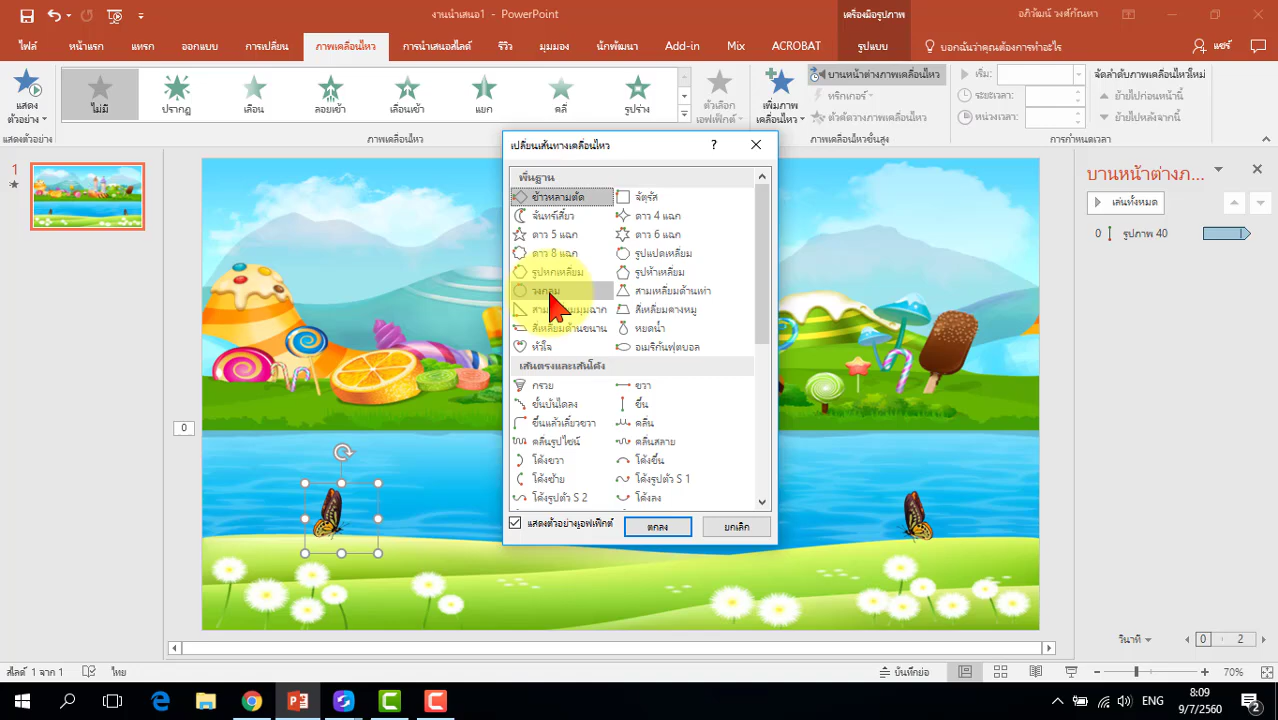 งานนำเสนอ1 - PowerPoint
เครื่องมือรูปภาพ
อภิวัฒน์ วงศ์กัณหา
ไฟล์
หน้าแรก
แทรก
ออกแบบ
การเปลี่ยน
ภาพเคลื่อนไหว
การนำเสนอสไลด์
รีวิว
มุมมอง
นักพัฒนา
Add-in
Mix
ACROBAT
รูปแบบ
บอกฉันว่าคุณต้องการทำอะไร
แชร์
แสดง
ตัวอย่าง
ไม่มี
ปรากฏ
เลือน
ลอยเข้า
เลื่อนเข้า
แยก
คลี่
รูปร่าง
ตัวเลือก
เอฟเฟ็กต์
เพิ่มภาพ
เคลื่อนไหว
บานหน้าต่างภาพเคลื่อนไหว
ทริกเกอร์
ตัวคัดวางภาพเคลื่อนไหว
เริ่ม:
ระยะเวลา:
หน่วงเวลา:
จัดลำดับภาพเคลื่อนไหวใหม่
ย้ายไปก่อนหน้านี้
ย้ายไปหลังจากนี้
แสดงตัวอย่าง
ภาพเคลื่อนไหว
ภาพเคลื่อนไหวขั้นสูง
การกำหนดเวลา
1
เปลี่ยนเส้นทางเคลื่อนไหว
?
พื้นฐาน
ข้าวหลามตัด
จัตุรัส
จันทร์เสี้ยว
ดาว 4 แฉก
ดาว 5 แฉก
ดาว 6 แฉก
ดาว 8 แฉก
รูปแปดเหลี่ยม
รูปหกเหลี่ยม
รูปห้าเหลี่ยม
วงกลม
สามเหลี่ยมด้านเท่า
สี่เหลี่ยมคางหมู
สี่เหลี่ยมด้านขนาน
หยดน้ำ
หัวใจ
อเมริกันฟุตบอล
เส้นตรงและเส้นโค้ง
กรวย
ขวา
ขั้นบันไดลง
ขึ้น
ขึ้นแล้วเลี้ยวขวา
คลื่น
คลื่นรูปไซน์
คลื่นสลาย
โค้งขวา
โค้งขึ้น
โค้งซ้าย
โค้งรูปตัว S 1
โค้งรูปตัว S 2
โค้งลง
แสดงตัวอย่างเอฟเฟ็กต์
ตกลง
ยกเลิก
0
บานหน้าต่างภ...
เล่นทั้งหมด
0
รูปภาพ 40
วินาที
0
2
สไลด์ 1 จาก 1
ไทย
บันทึกย่อ
70%
ENG
8:09
9/7/2560
2